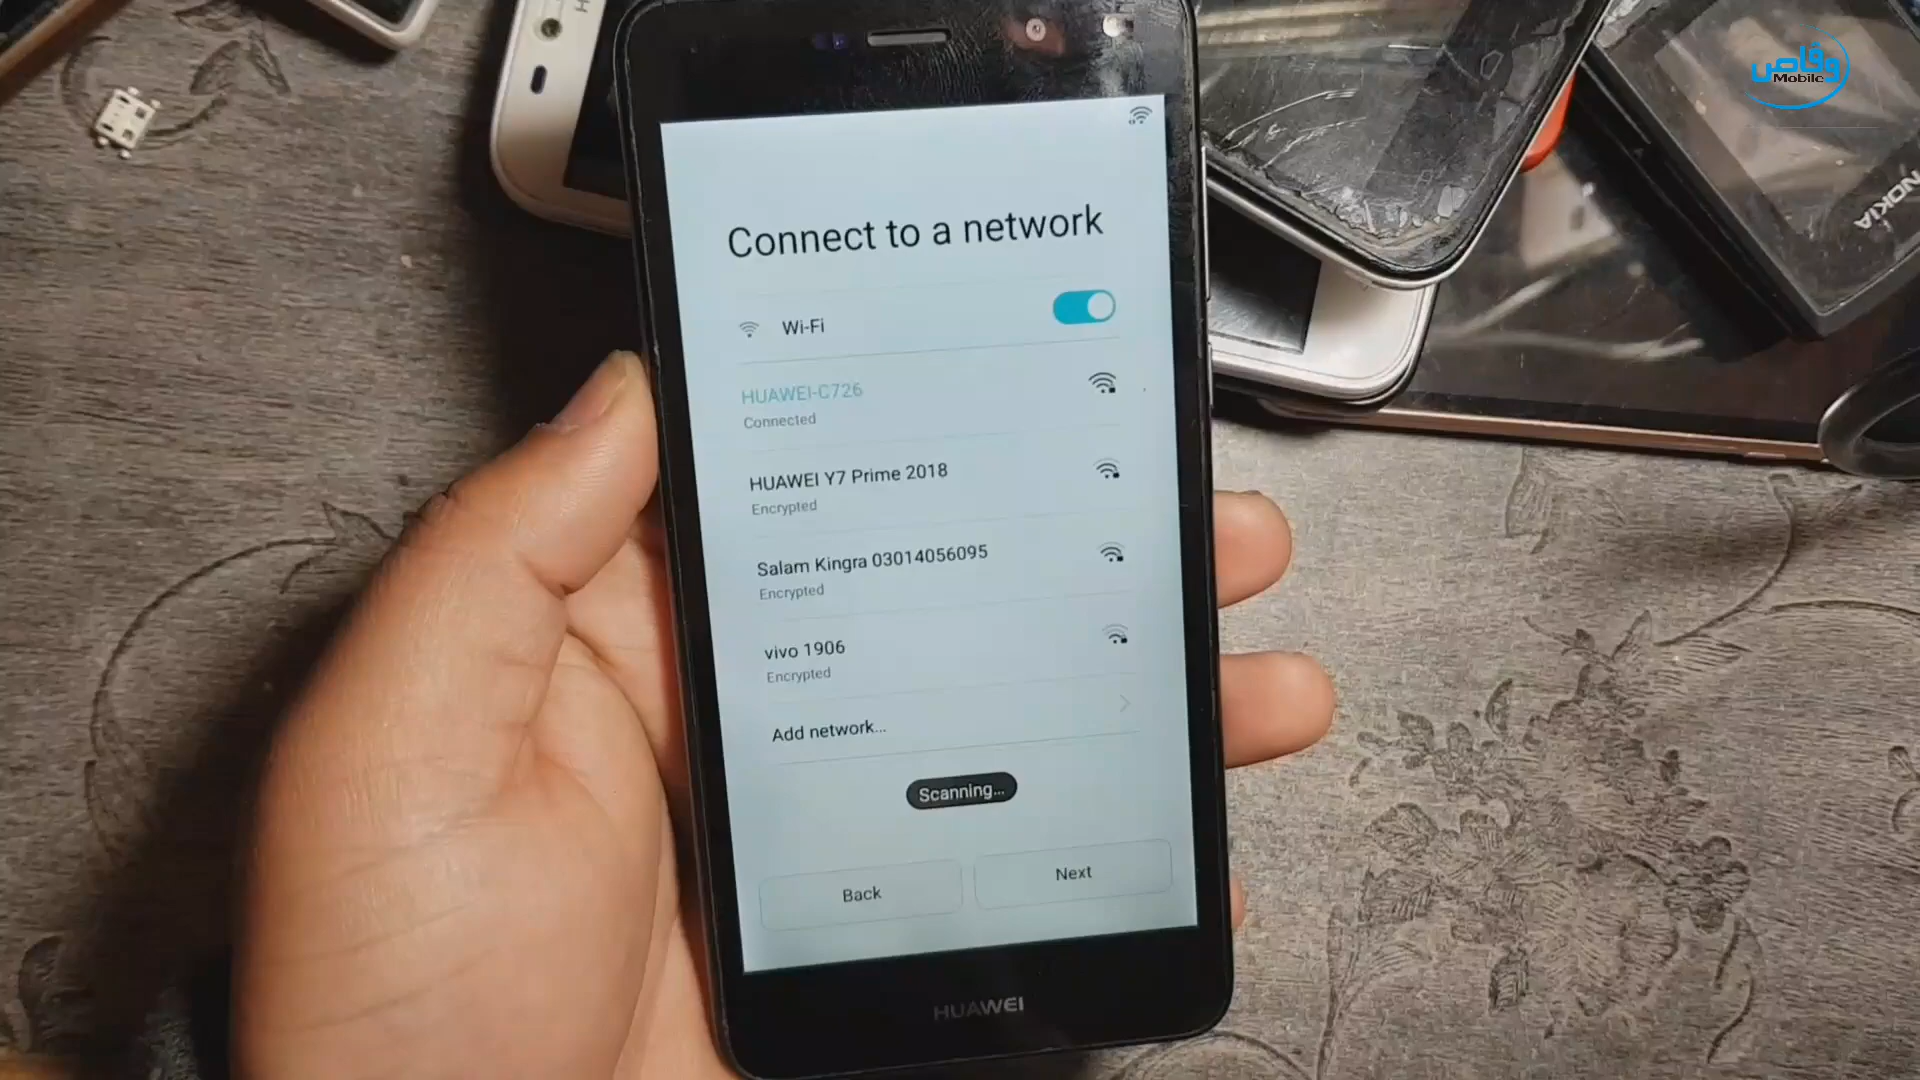 وقاص
Mobile
NOKIA
H
Connect to a network
Wi-Fi
HUAWEI-C726
Connected
HUAWEI Y7 Prime 2018
Encrypted
Salam Kingra 03014056095
Encrypted
vivo 1906
Encrypted
Add network...
Scanning...
Back
Next
HUAWEI